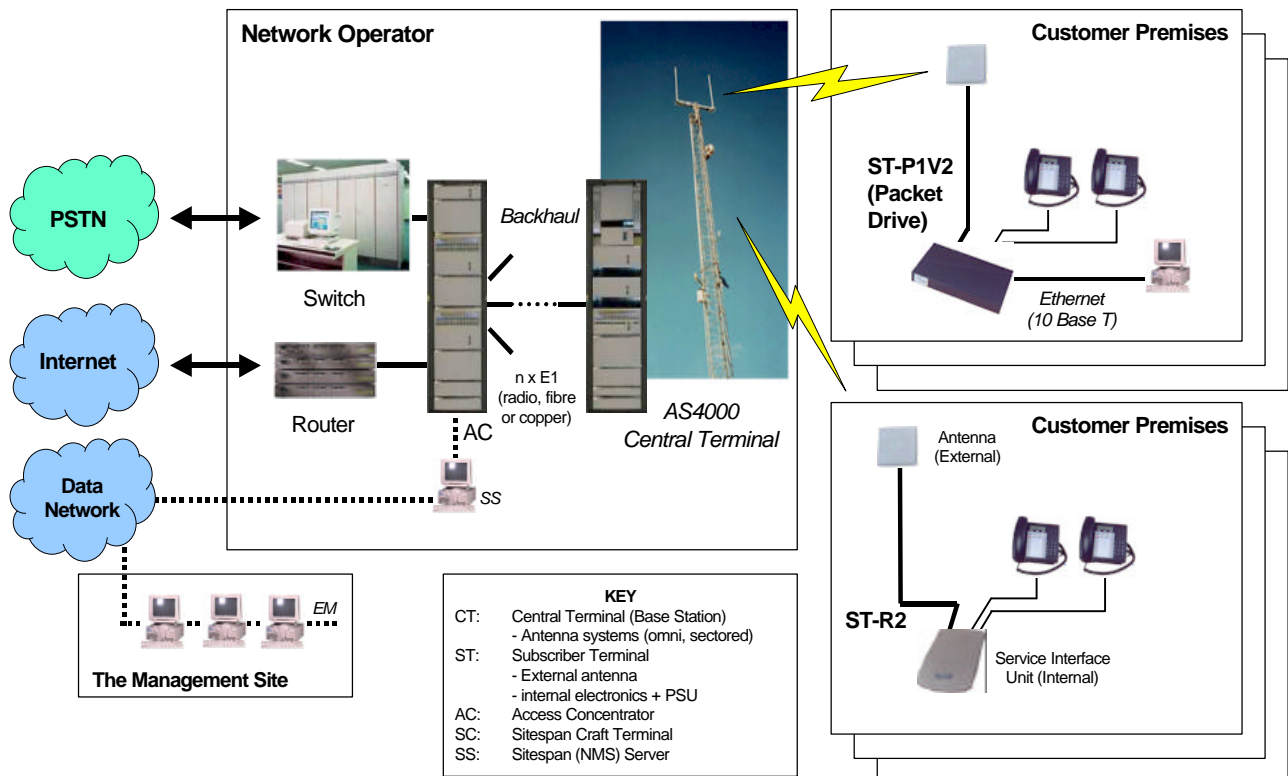 Network Operator
PSTN
Internet
Data
Network
Switch
Router
Backhaul
n x E1
(radio, fibre
or copper)
AC
SS
AS4000
Central Terminal
Customer Premises
ST-P1V2
(Packet
Drive)
Ethernet
(10 Base T)
Customer Premises
Antenna
(External)
ST-R2
Service Interface
Unit (Internal)
EM
The Management Site
KEY
CT: Central Terminal (Base Station)
- Antenna systems (omni, sectored)
ST: Subscriber Terminal
- External antenna
- internal electronics + PSU
AC: Access Concentrator
SC: Sitespan Craft Terminal
SS: Sitespan (NMS) Server